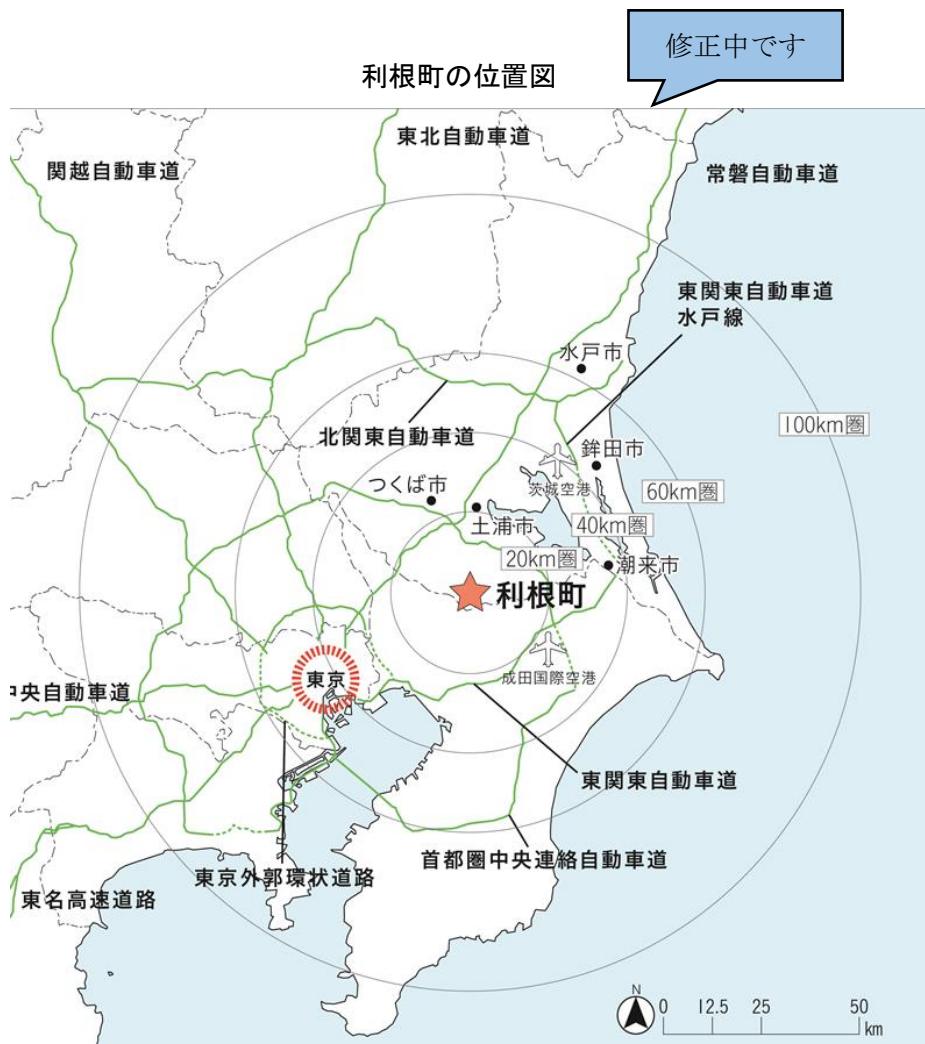 修正中です
利根町の位置図
東北自動車道
関越自動車道
常磐自動車道
東関東自動車道
水戸線
水戸市
100km圏
北関東自動車道
鉾田市
つくば市
茨城空港
60km圏
土浦市
40km圏
20km圏
潮来市
利根町
成田国際空港
東京
中央自動車道
東関東自動車道
首都圏中央連絡自動車道
東京外郭環状道路
東名高速道路
N
0 12.5 25 50
km